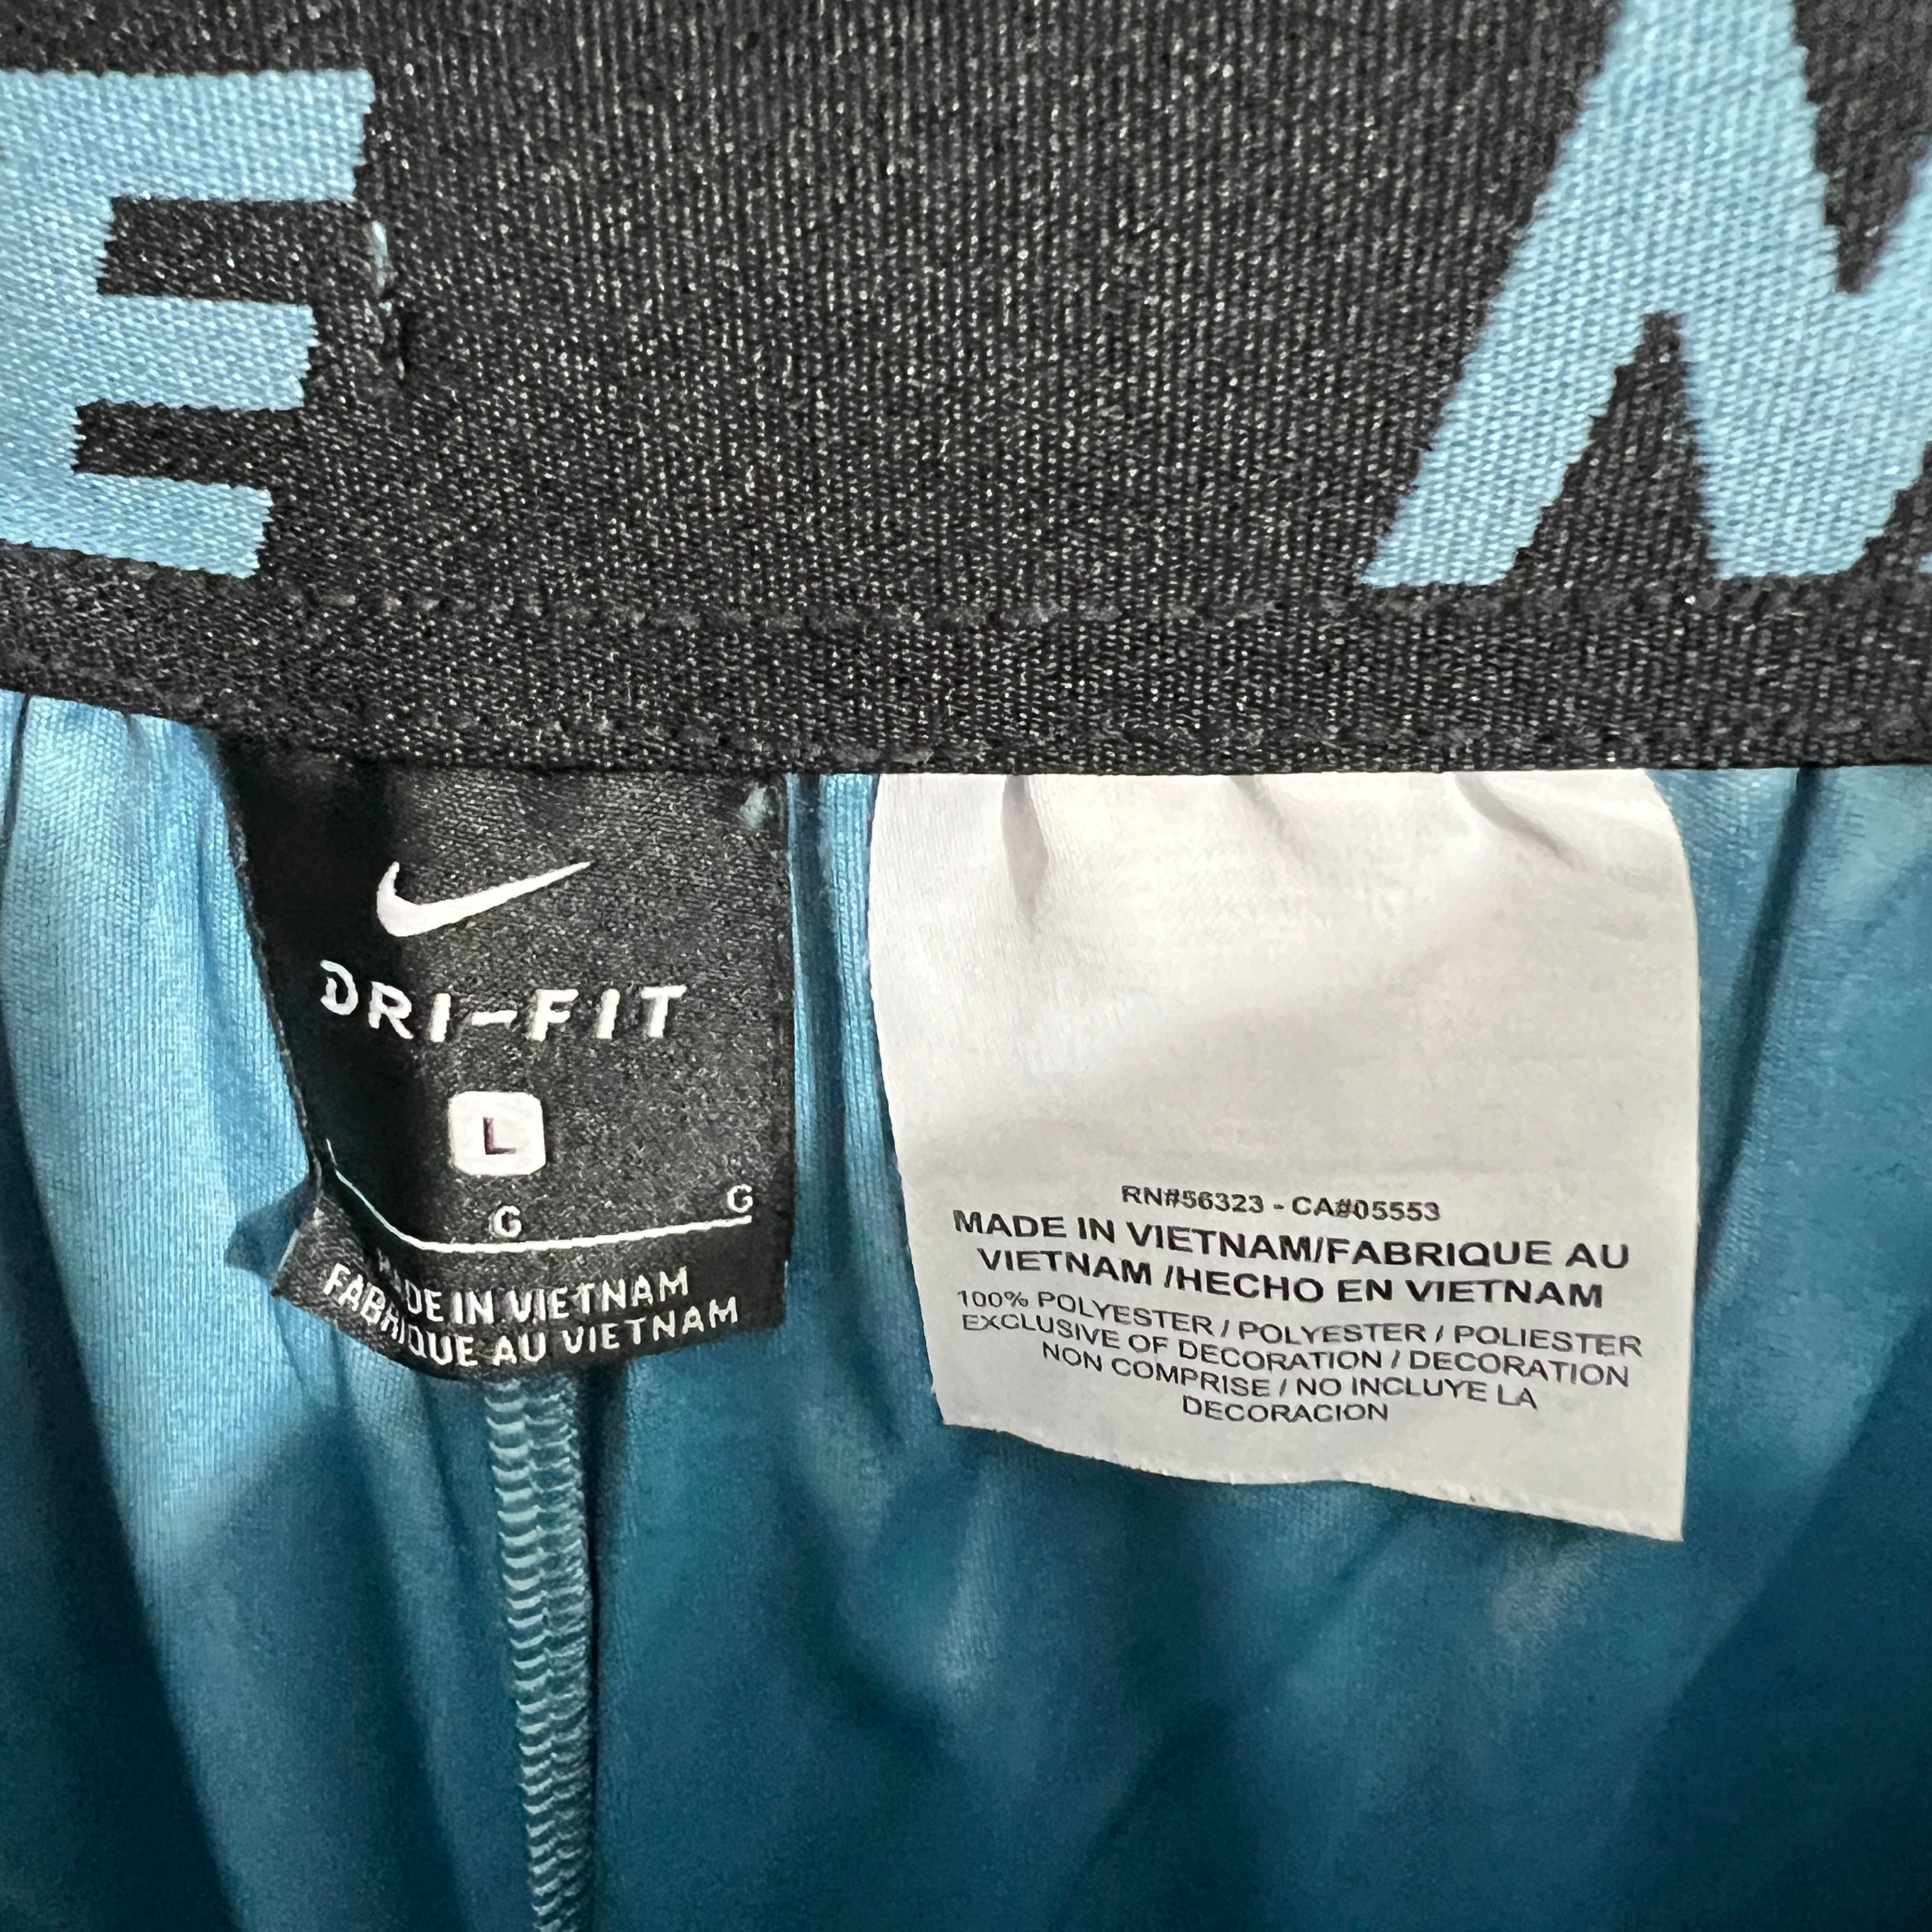 E
DRI-FIT
L
G G
MADE IN VIETNAM
FABRIQUE AU VIETNAM
RN#56323 - CA#05553
MADE IN VIETNAM/FABRIQUE AU
VIETNAM /HECHO EN VIETNAM
100% POLYESTER / POLYESTER / POLIESTER
EXCLUSIVE OF DECORATION / DECORATION
NON COMPRISE / NO INCLUYE LA
DECORACION